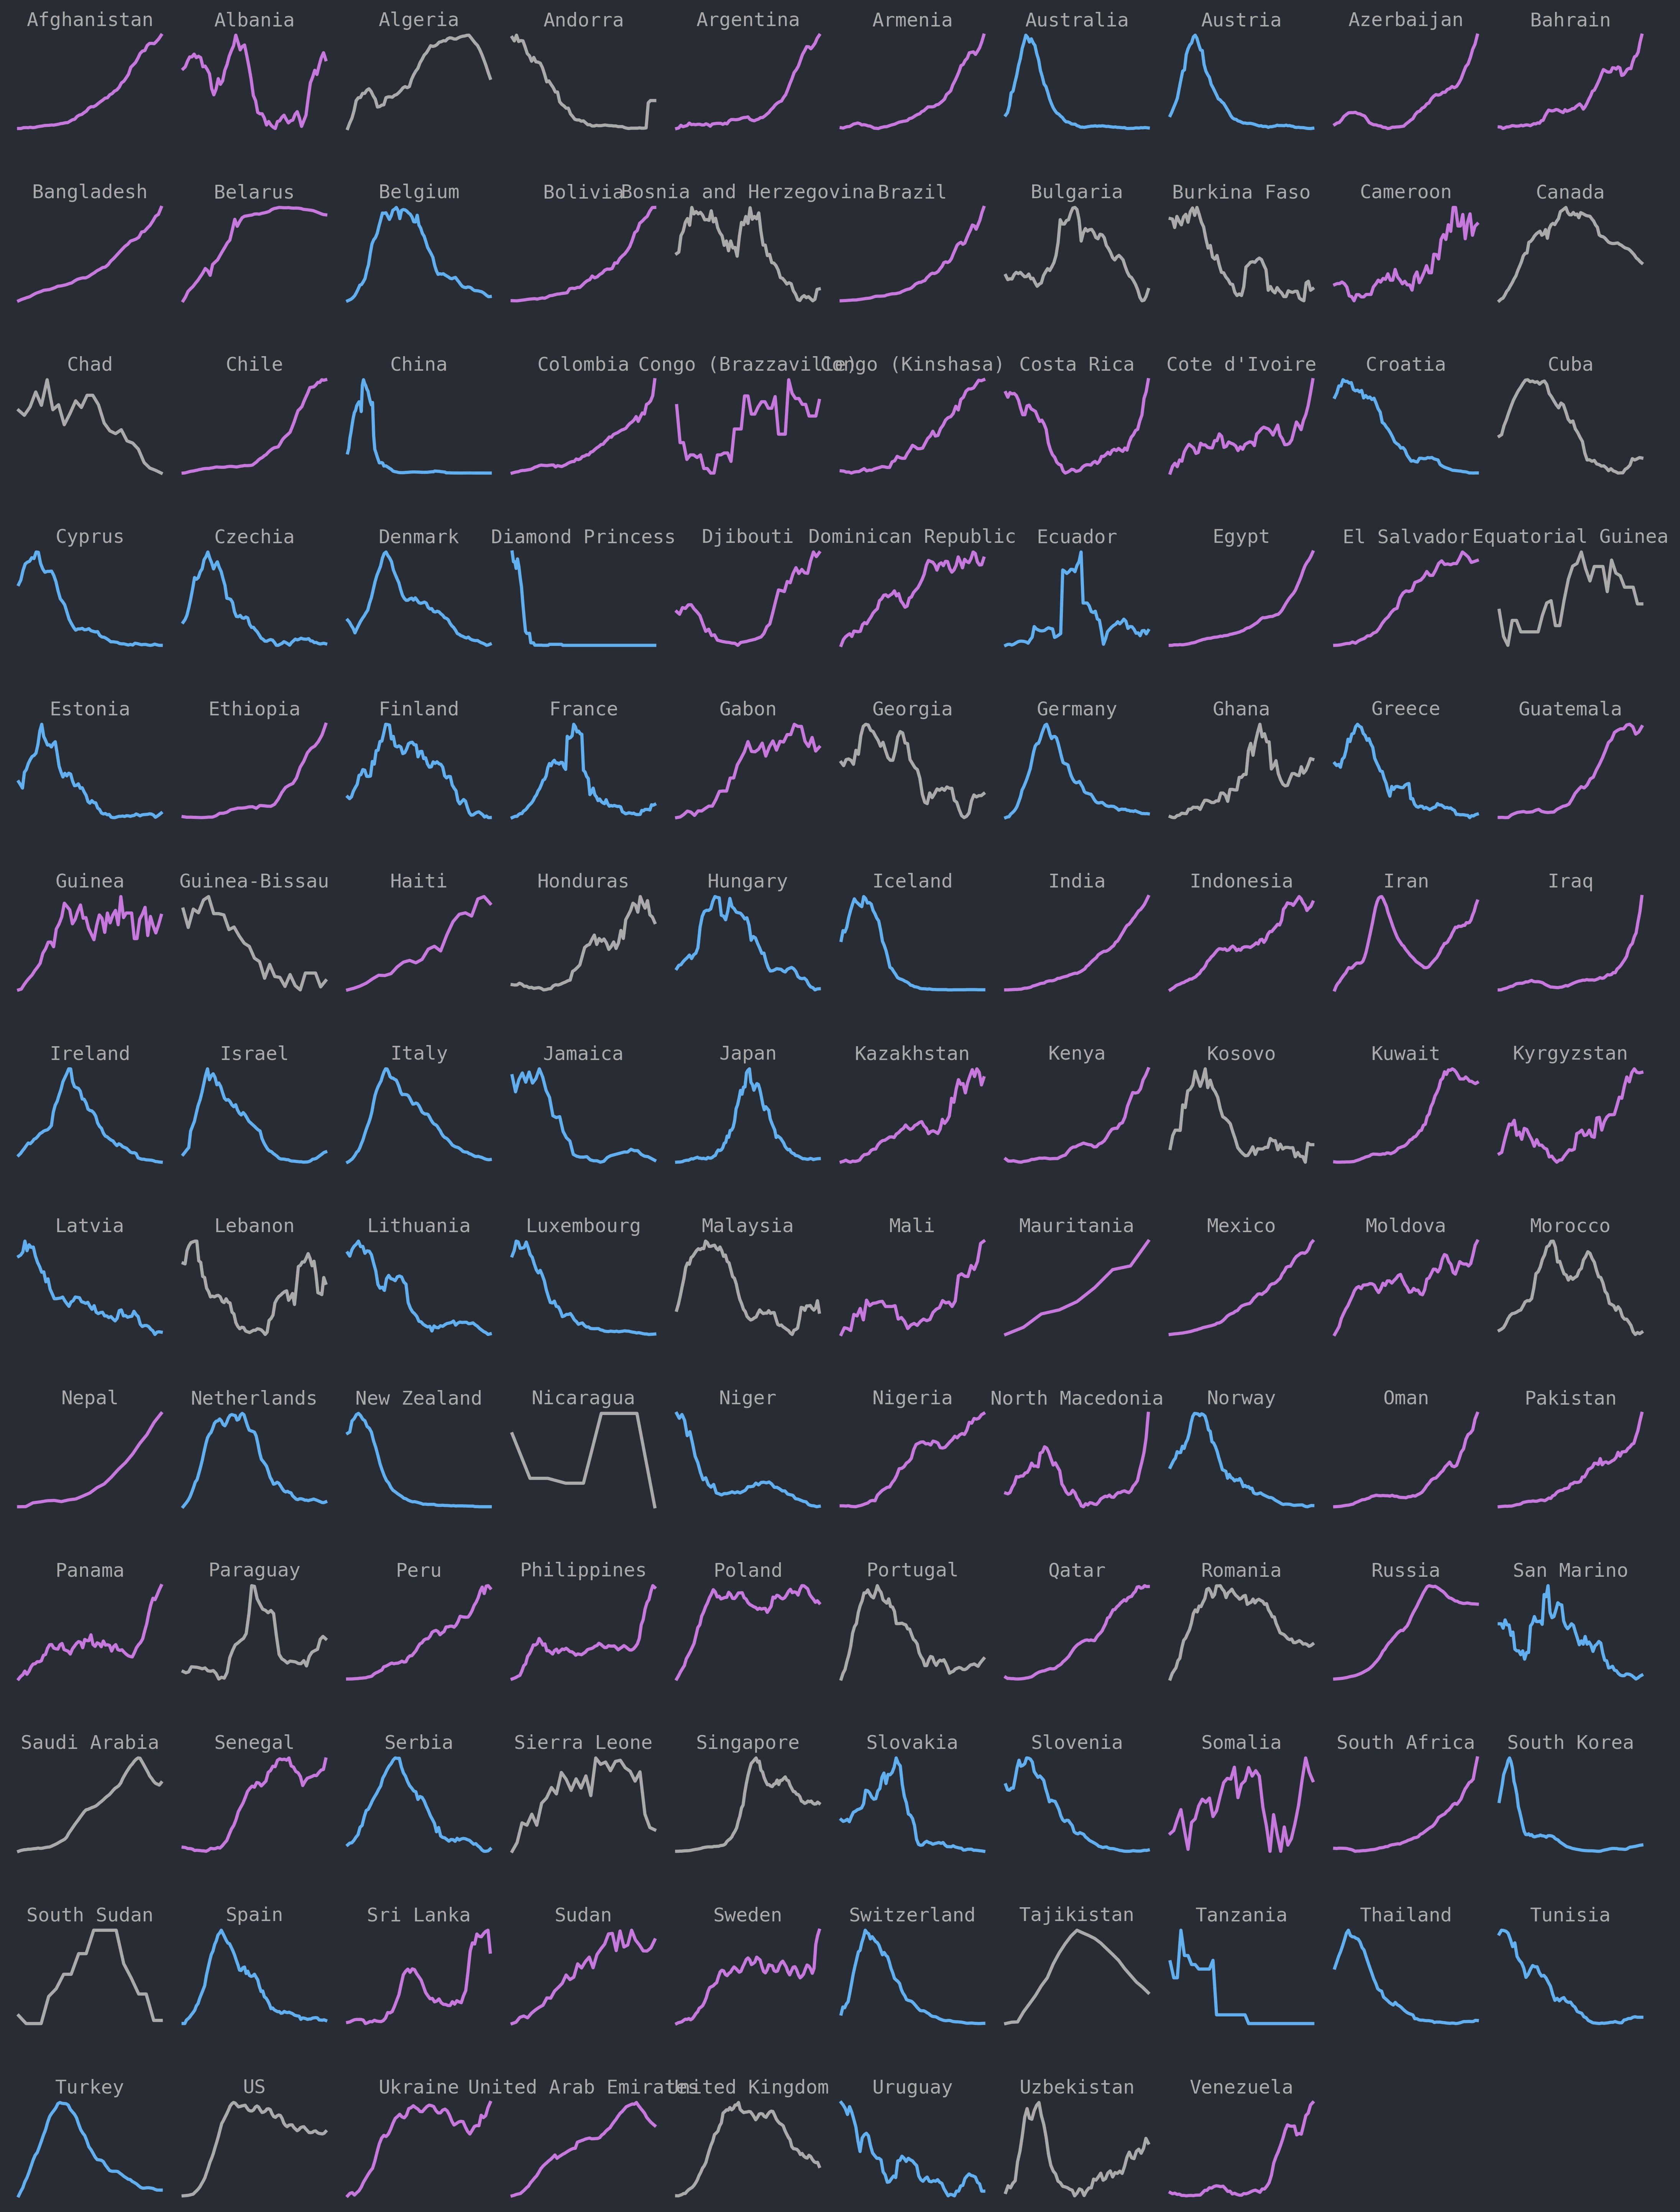 Afghanistan Albania Algeria Andorra Argentina Armenia Australia Austria Azerbaijan Bahrain
Bangladesh Belarus Belgium Bolivia Bosnia and Herzegovina Brazil Bulgaria Burkina Faso Cameroon Canada
Chad Chile China Colombia Congo (Brazzaville) Congo (Kinshasa) Costa Rica Cote d'Ivoire Croatia Cuba
Cyprus Czechia Denmark Diamond Princess Djibouti Dominican Republic Ecuador Egypt El Salvador Equatorial Guinea
Estonia Ethiopia Finland France Gabon Georgia Germany Ghana Greece Guatemala
Guinea Guinea-Bissau Haiti Honduras Hungary Iceland India Indonesia Iran Iraq
Ireland Israel Italy Jamaica Japan Kazakhstan Kenya Kosovo Kuwait Kyrgyzstan
Latvia Lebanon Lithuania Luxembourg Malaysia Mali Mauritania Mexico Moldova Morocco
Nepal Netherlands New Zealand Nicaragua Niger Nigeria North Macedonia Norway Oman Pakistan
Panama Paraguay Peru Philippines Poland Portugal Qatar Romania Russia San Marino
Saudi Arabia Senegal Serbia Sierra Leone Singapore Slovakia Slovenia Somalia South Africa South Korea
South Sudan Spain Sri Lanka Sudan Sweden Switzerland Tajikistan Tanzania Thailand Tunisia
Turkey US Ukraine United Arab Emirates United Kingdom Uruguay Uzbekistan Venezuela